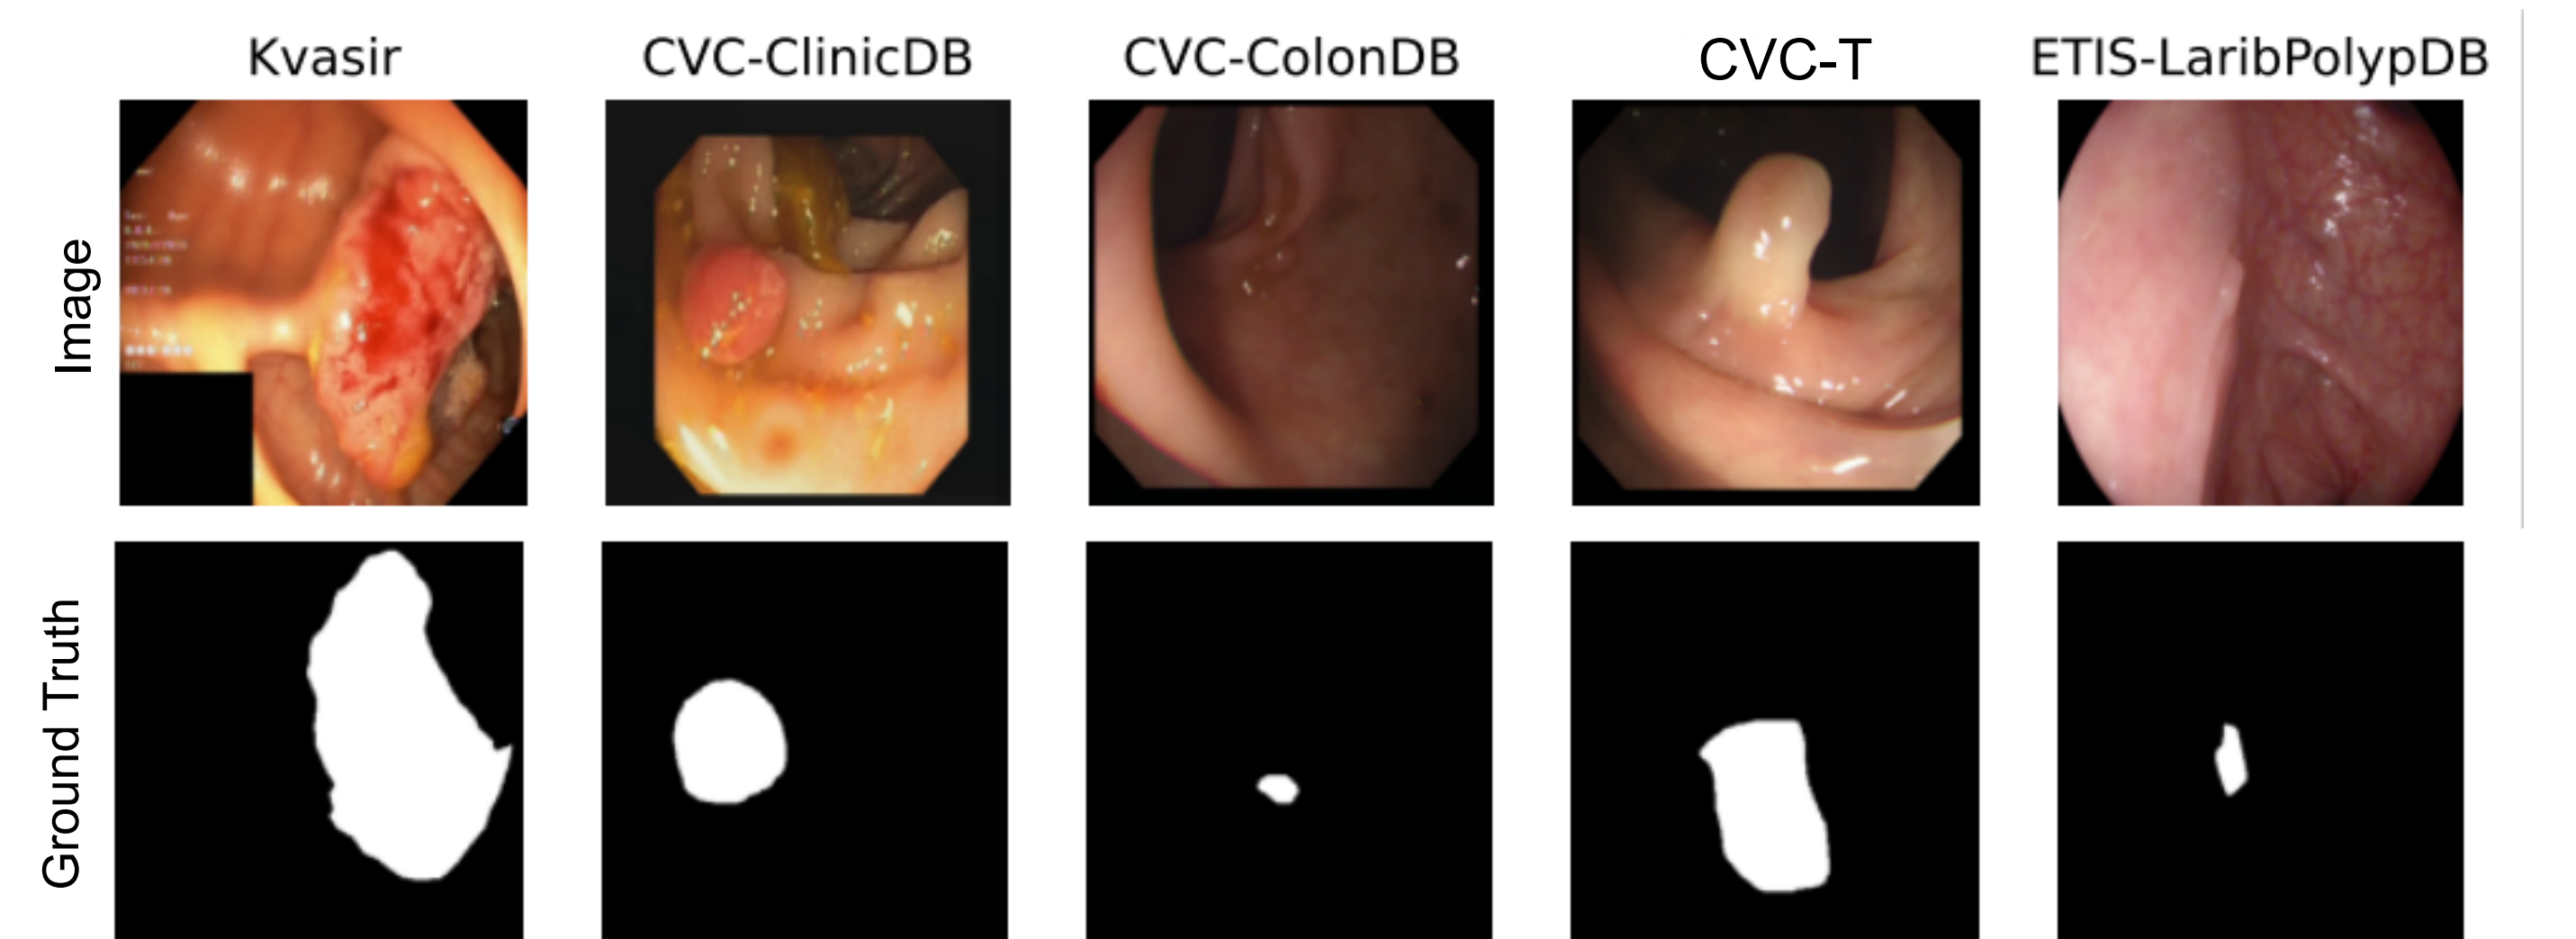 Kvasir
CVC-ClinicDB
CVC-ColonDB
CVC-T
ETIS-LaribPolypDB
Image
Ground Truth